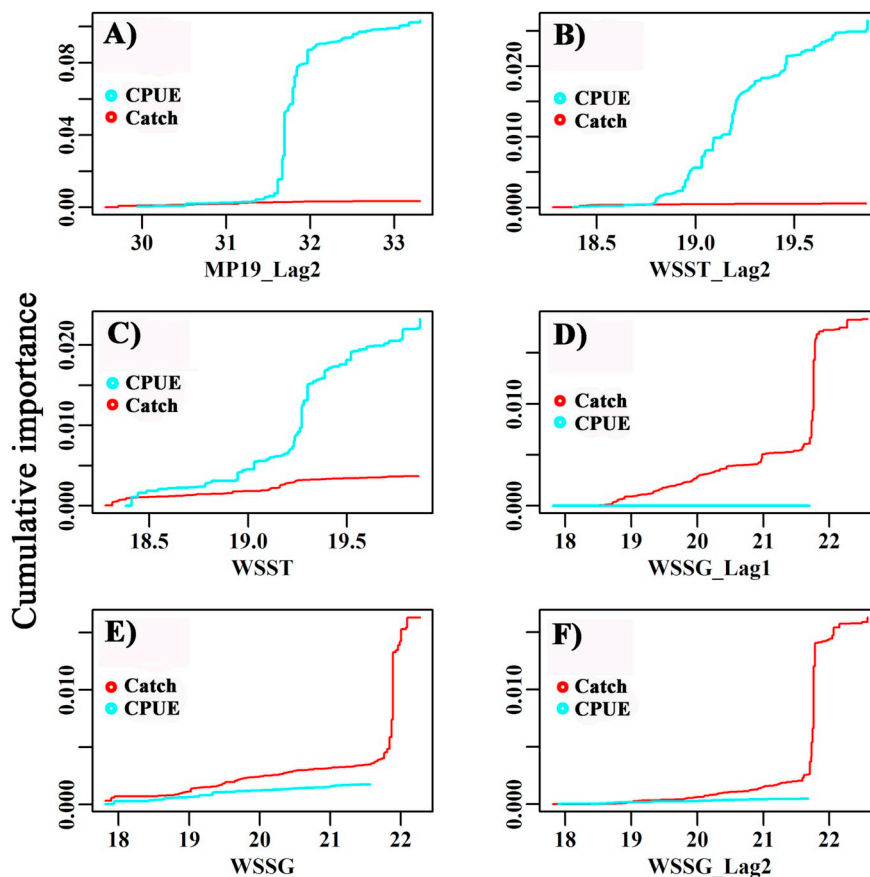 Cumulative importance
A)
CPUE
Catch
0.00
0.04
0.08
30
31
32
33
MP19_Lag2
B)
CPUE
Catch
0.000
0.010
0.020
18.5
19.0
19.5
WSST_Lag2
C)
CPUE
Catch
0.000
0.010
0.020
18.5
19.0
19.5
WSST
D)
Catch
CPUE
0.000
0.010
18
19
20
21
22
WSSG_Lag1
E)
Catch
CPUE
0.000
0.010
18
19
20
21
22
WSSG
F)
Catch
CPUE
0.000
0.010
18
19
20
21
22
WSSG_Lag2